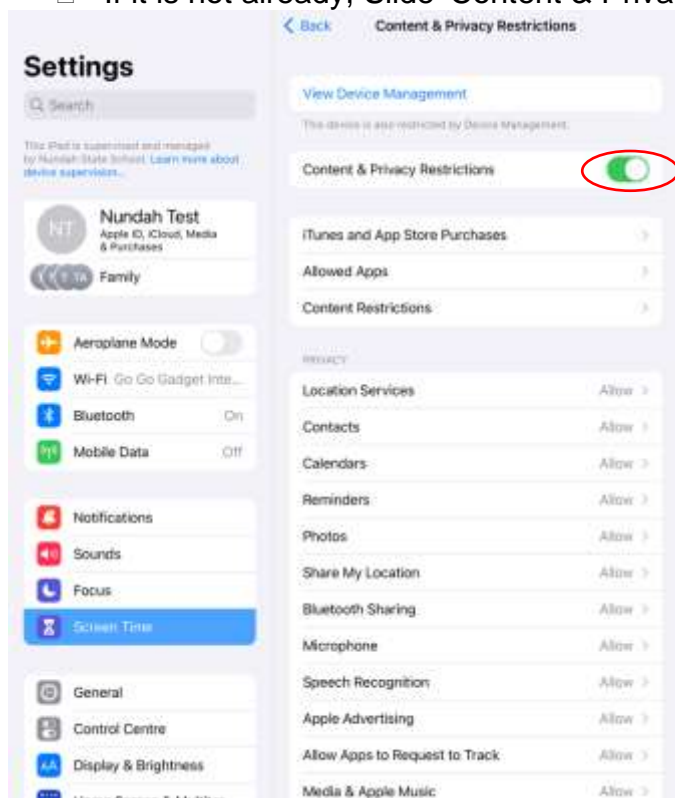 If it is not already, Slide 'Content & Priva
Settings
Search
This iPad is supervised and managed
by Nundah State School. Learn more about
device supervision...
NT
Nundah Test
Apple ID, iCloud, Media
& Purchases
TA
Family
Aeroplane Mode
Wi-Fi Go Go Gadget Inte...
Bluetooth On
Mobile Data Off
Notifications
Sounds
Focus
Screen Time
General
Control Centre
Display & Brightness
Back
Content & Privacy Restrictions
View Device Management
This device is also restricted by Device Management.
Content & Privacy Restrictions
iTunes and App Store Purchases
Allowed Apps
Content Restrictions
PRIVACY
Location Services Allow
Contacts Allow
Calendars Allow
Reminders Allow
Photos Allow
Share My Location Allow
Bluetooth Sharing Allow
Microphone Allow
Speech Recognition Allow
Apple Advertising Allow
Allow Apps to Request to Track Allow
Media & Apple Music Allow